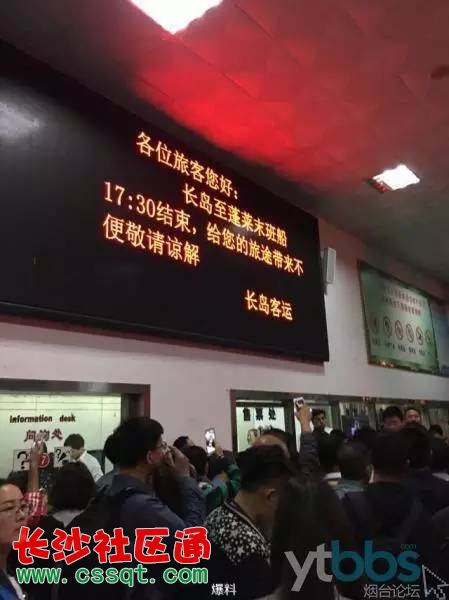 各位旅客您好：
长岛至蓬莱末班船
17:30结束，给您的旅途带来不
便敬请谅解
长岛客运
Information desk
问询处
售票处
长沙社区通
www.cssqt.com
爆料
ytbbs
.com
烟台论坛